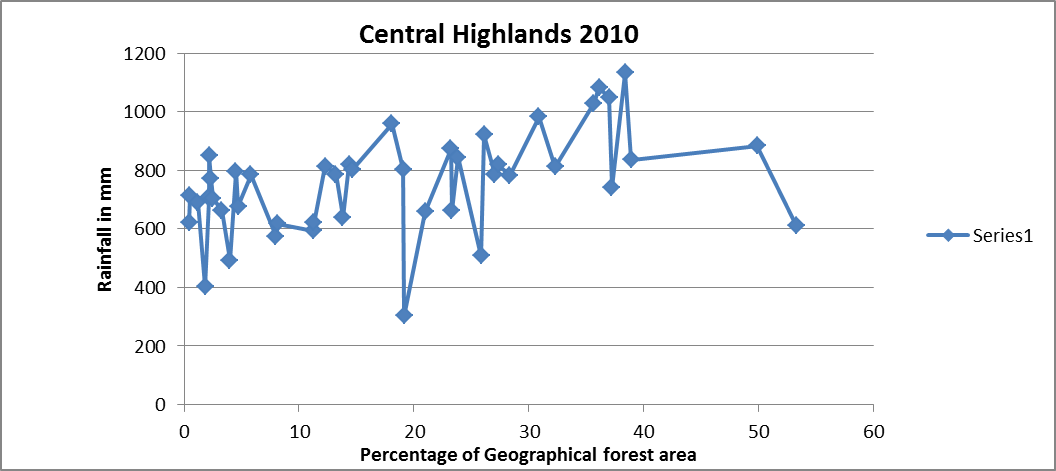 Central Highlands 2010
1200
1000
800
600
400
200
0
Rainfall in mm
0 10 20 30 40 50 60
Percentage of Geographical forest area
Series1